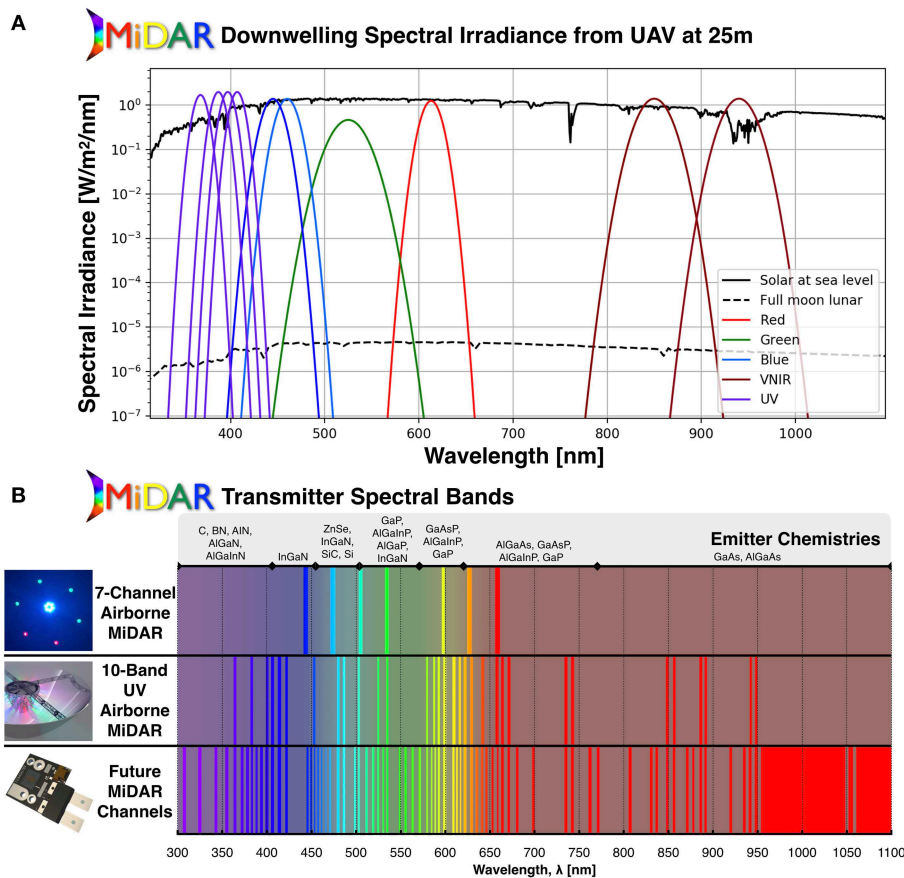 A
MiDAR Downwelling Spectral Irradiance from UAV at 25m
Spectral Irradiance [W/m²/nm]
10⁰
10⁻¹
10⁻²
10⁻³
10⁻⁴
10⁻⁵
10⁻⁶
10⁻⁷
Solar at sea level
Full moon lunar
Red
Green
Blue
VNIR
UV
400 500 600 700 800 900 1000
Wavelength [nm]
B
MiDAR Transmitter Spectral Bands
Emitter Chemistries
C, BN, AlN,
AlGaN,
AlGaInN
InGaN
ZnSe,
InGaN,
SiC, Si
GaP,
AlGaInP,
AlGaP,
InGaN
GaAsP,
AlGaInP,
GaP
AlGaAs, GaAsP,
AlGaInP, GaP
GaAs, AlGaAs
7-Channel
Airborne
MiDAR
10-Band
UV
Airborne
MiDAR
Future
MiDAR
Channels
300 350 400 450 500 550 600 650 700 750 800 850 900 950 1000 1050 1100
Wavelength, λ [nm]